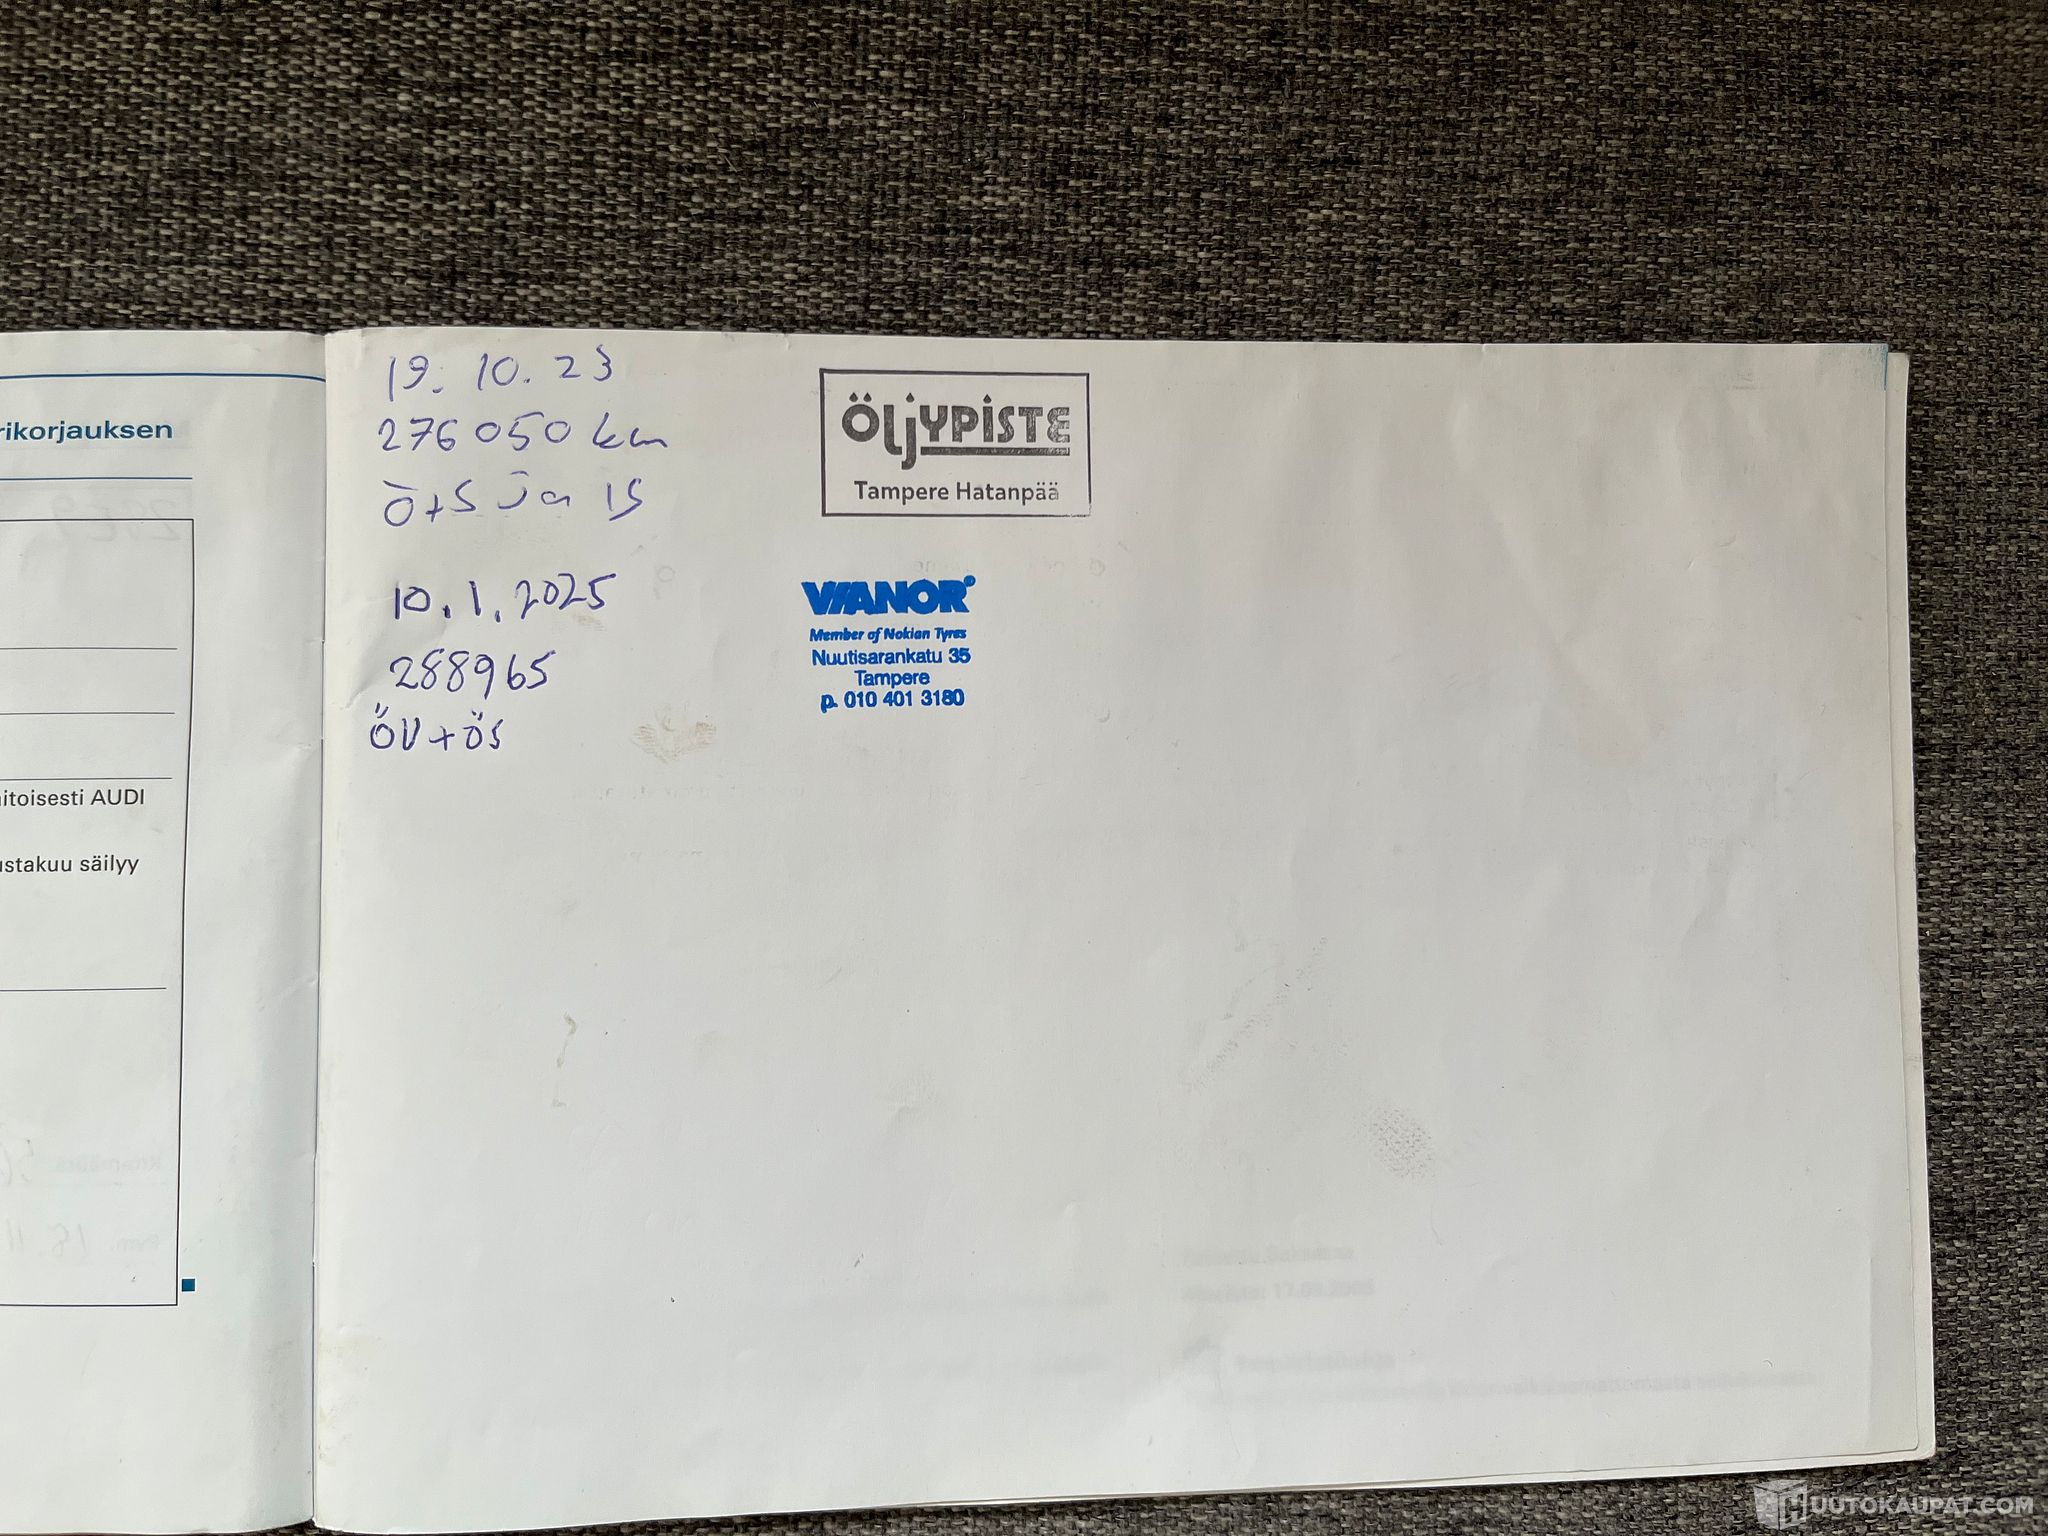 rikorjauksen
itoisesti AUDI
ustakuu säilyy
19.10.23
276050 km
Ö+S ja IS
ÖLJYPISTE
Tampere Hatanpää
10.1.2025
288965
ÖV+ÖS
VIANOR
Member of Nokian Tyres
Nuutisarankatu 35
Tampere
p. 010 401 3180
HUUTOKAUPAT.COM